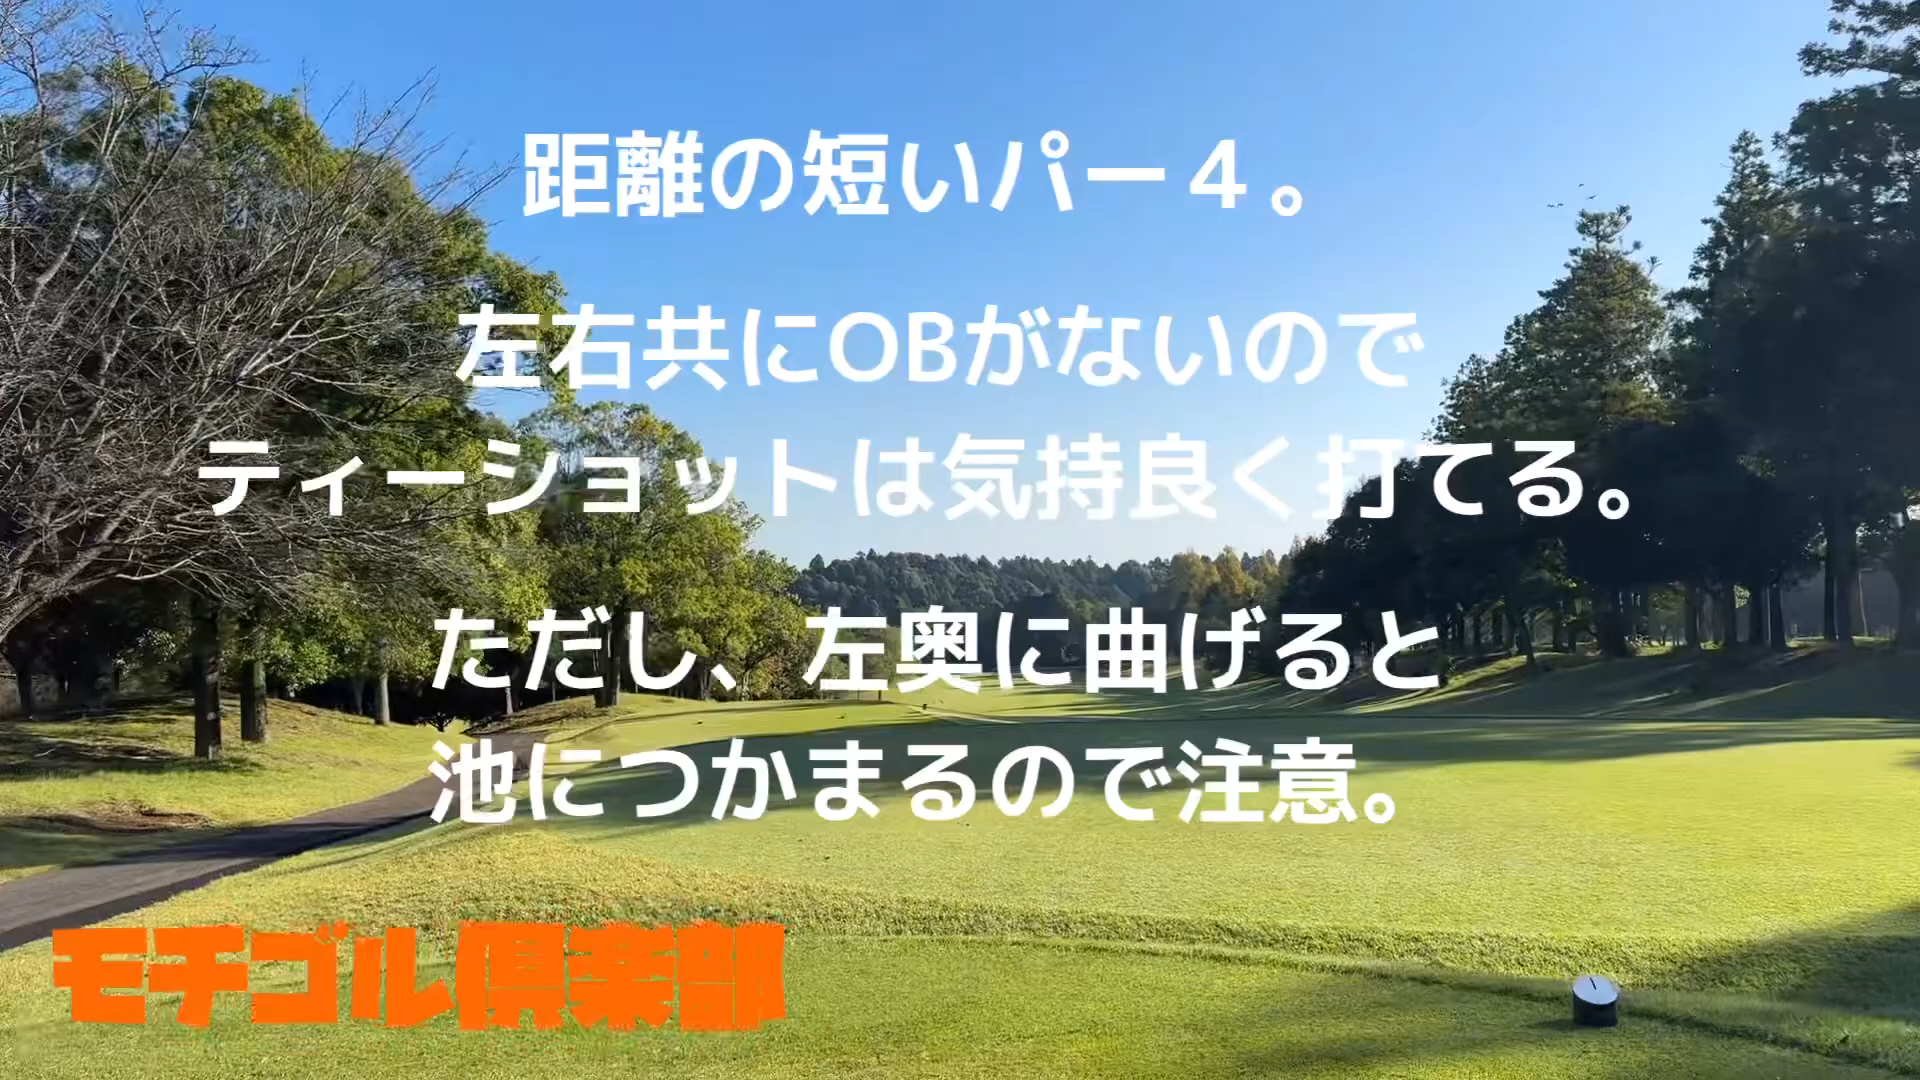 距離の短いパー４。
左右共にOBがないので
ティーショットは気持良く打てる。
ただし、左奥に曲げると
池につかまるので注意。
モチゴル倶楽部